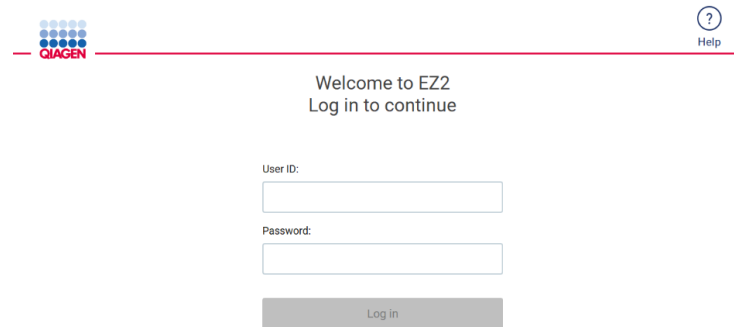 ?
QIAGEN
Help
Welcome to EZ2
Log in to continue
User ID:
Password:
Log in